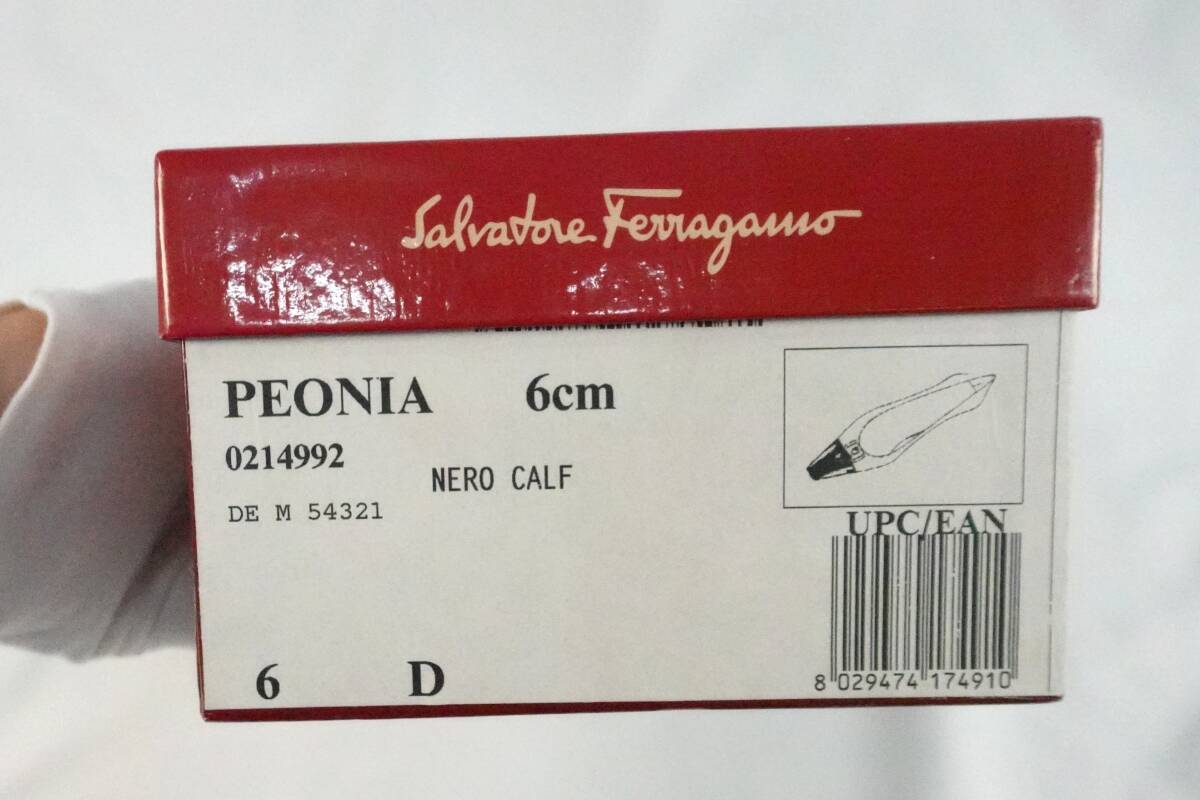 Salvatore Ferragamo
PEONIA 6cm
0214992
NERO CALF
DE M 54321
UPC/EAN
8 029474 174910
6 D